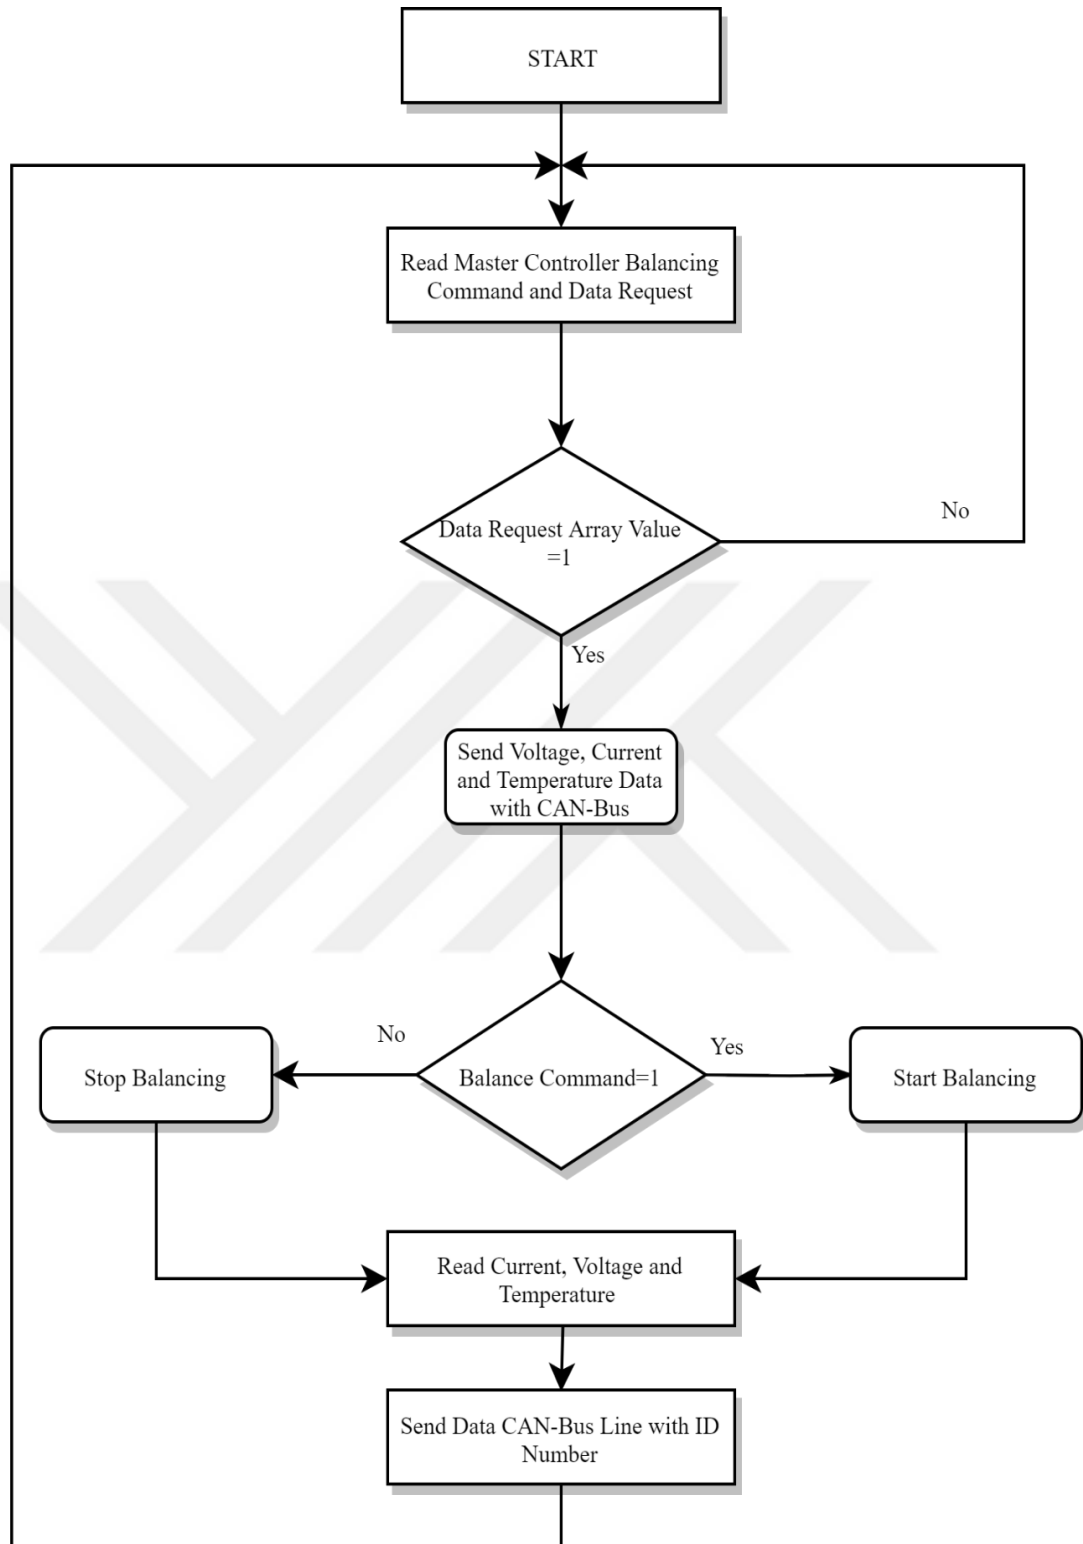 START
Read Master Controller Balancing
Command and Data Request
Data Request Array Value
=1
No
Yes
Send Voltage, Current
and Temperature Data
with CAN-Bus
No
Yes
Stop Balancing
Balance Command=1
Start Balancing
Read Current, Voltage and
Temperature
Send Data CAN-Bus Line with ID
Number